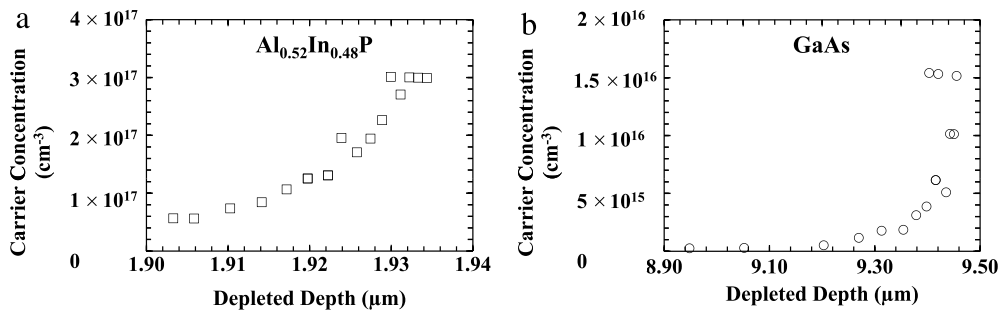 a
Al0.52In0.48P
Carrier Concentration
(cm-3)
4 × 10¹⁷
3 × 10¹⁷
2 × 10¹⁷
1 × 10¹⁷
0
1.90 1.91 1.92 1.93 1.94
Depleted Depth (µm)
b
GaAs
Carrier Concentration
(cm-3)
2 × 10¹⁶
1.5 × 10¹⁶
1 × 10¹⁶
5 × 10¹⁵
0
8.90 9.10 9.30 9.50
Depleted Depth (µm)